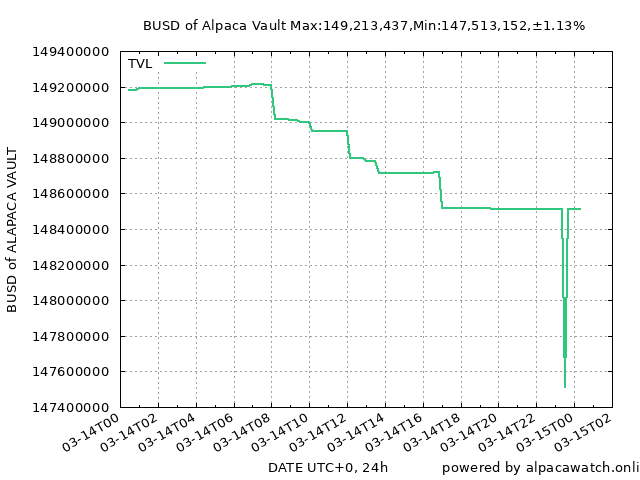 BUSD of Alpaca Vault Max:149,213,437,Min:147,513,152,±1.13%
TVL
149400000
149200000
149000000
148800000
148600000
148400000
148200000
148000000
147800000
147600000
147400000
BUSD of ALAPACA VAULT
03-14T00
03-14T02
03-14T04
03-14T06
03-14T08
03-14T10
03-14T12
03-14T14
03-14T16
03-14T18
03-14T20
03-14T22
03-15T00
03-15T02
DATE UTC+0, 24h
powered by alpacawatch.onli